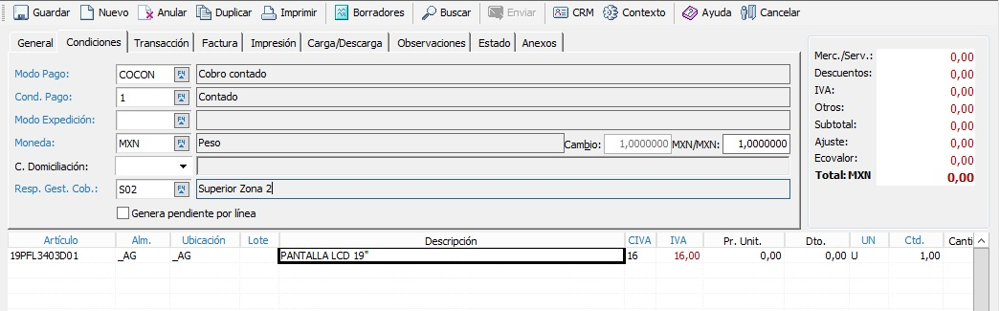 Guardar Nuevo Anular Duplicar Imprimir Borradores Buscar Enviar CRM Contexto Ayuda Cancelar
General Condiciones Transacción Factura Impresión Carga/Descarga Observaciones Estado Anexos
Modo Pago: COCON F4 Cobro contado
Cond. Pago: 1 F4 Contado
Modo Expedición: F4
Moneda: MXN F4 Peso Cambio: 1,0000000 MXN/MXN: 1,0000000
C. Domiciliación:
Resp. Gest. Cob.: S02 F4 Superior Zona 2
Genera pendiente por línea
Merc./Serv.: 0,00
Descuentos: 0,00
IVA: 0,00
Otros: 0,00
Subtotal: 0,00
Ajuste: 0,00
Ecovalor: 0,00
Total: MXN 0,00
Artículo Alm. Ubicación Lote Descripción CIVA IVA Pr. Unit. Dto. UN Ctd. Canti
19PFL3403D01 _AG _AG PANTALLA LCD 19" 16 16,00 0,00 0,00 U 1,00